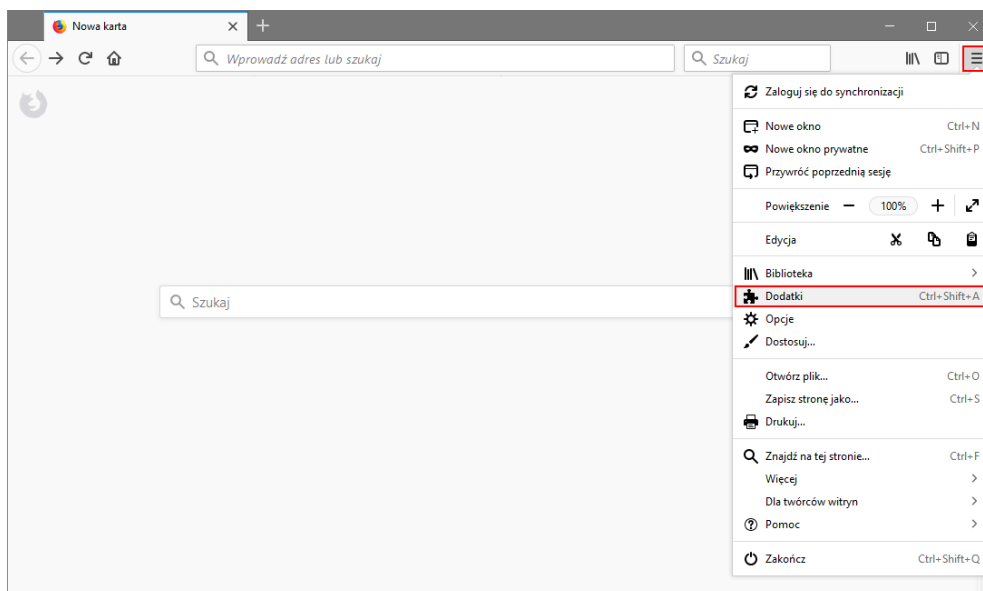 Nowa karta
Wprowadź adres lub szukaj
Szukaj
Zaloguj się do synchronizacji
Nowe okno Ctrl+N
Nowe okno prywatne Ctrl+Shift+P
Przywróć poprzednią sesję
Powiększenie 100%
Edycja
Biblioteka
Szukaj
Dodatki Ctrl+Shift+A
Opcje
Dostosuj...
Otwórz plik... Ctrl+O
Zapisz stronę jako... Ctrl+S
Drukuj...
Znajdź na tej stronie... Ctrl+F
Więcej
Dla twórców witryn
Pomoc
Zakończ Ctrl+Shift+Q